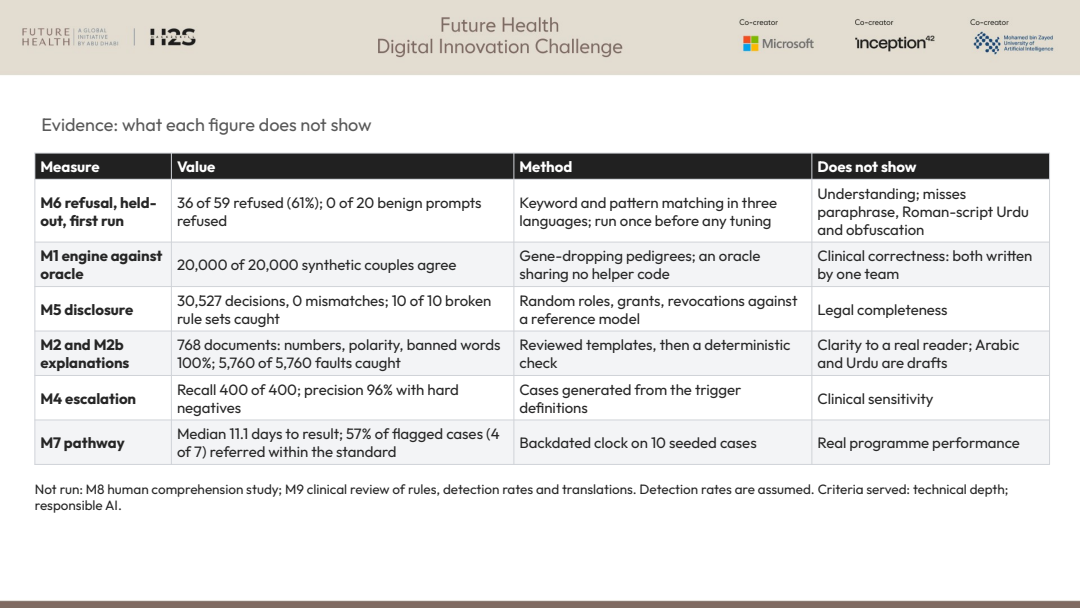 FUTURE HEALTH
A GLOBAL INITIATIVE BY ABU DHABI
H2S
Future Health
Digital Innovation Challenge
Co-creator
Microsoft
Co-creator
inception42
Co-creator
Mohamed bin Zayed
University of
Artificial Intelligence
Evidence: what each figure does not show
Measure
Value
Method
Does not show
M6 refusal, held-
out, first run
36 of 59 refused (61%); 0 of 20 benign prompts
refused
Keyword and pattern matching in three
languages; run once before any tuning
Understanding; misses
paraphrase, Roman-script Urdu
and obfuscation
M1 engine against
oracle
20,000 of 20,000 synthetic couples agree
Gene-dropping pedigrees; an oracle
sharing no helper code
Clinical correctness: both written
by one team
M5 disclosure
30,527 decisions, 0 mismatches; 10 of 10 broken
rule sets caught
Random roles, grants, revocations against
a reference model
Legal completeness
M2 and M2b
explanations
768 documents: numbers, polarity, banned words
100%; 5,760 of 5,760 faults caught
Reviewed templates, then a deterministic
check
Clarity to a real reader; Arabic
and Urdu are drafts
M4 escalation
Recall 400 of 400; precision 96% with hard
negatives
Cases generated from the trigger
definitions
Clinical sensitivity
M7 pathway
Median 11.1 days to result; 57% of flagged cases (4
of 7) referred within the standard
Backdated clock on 10 seeded cases
Real programme performance
Not run: M8 human comprehension study; M9 clinical review of rules, detection rates and translations. Detection rates are assumed. Criteria served: technical depth;
responsible AI.